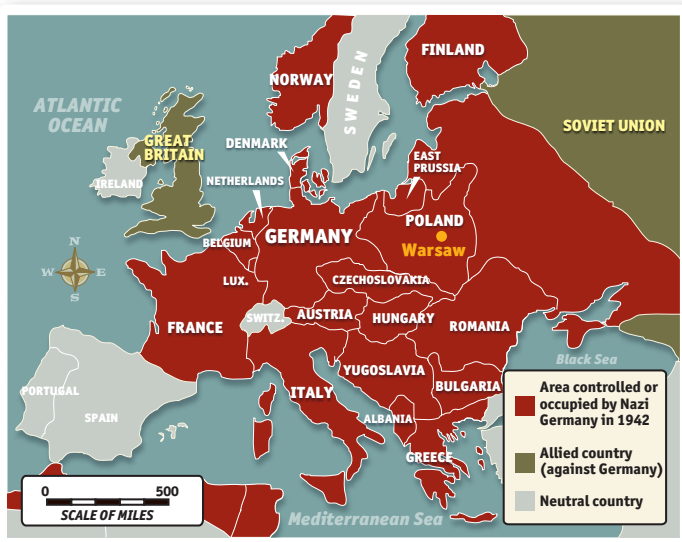 FINLAND
NORWAY
SWEDEN
ATLANTIC
OCEAN
SOVIET UNION
GREAT
BRITAIN
DENMARK
EAST
PRUSSIA
NETHERLANDS
IRELAND
POLAND
Warsaw
GERMANY
BELGIUM
N
W E
S
LUX.
CZECHOSLOVAKIA
FRANCE
SWITZ.
AUSTRIA
HUNGARY
ROMANIA
Black Sea
YUGOSLAVIA
BULGARIA
PORTUGAL
SPAIN
ITALY
ALBANIA
GREECE
Area controlled or
occupied by Nazi
Germany in 1942
Allied country
(against Germany)
Neutral country
0 500
SCALE OF MILES
Mediterranean Sea